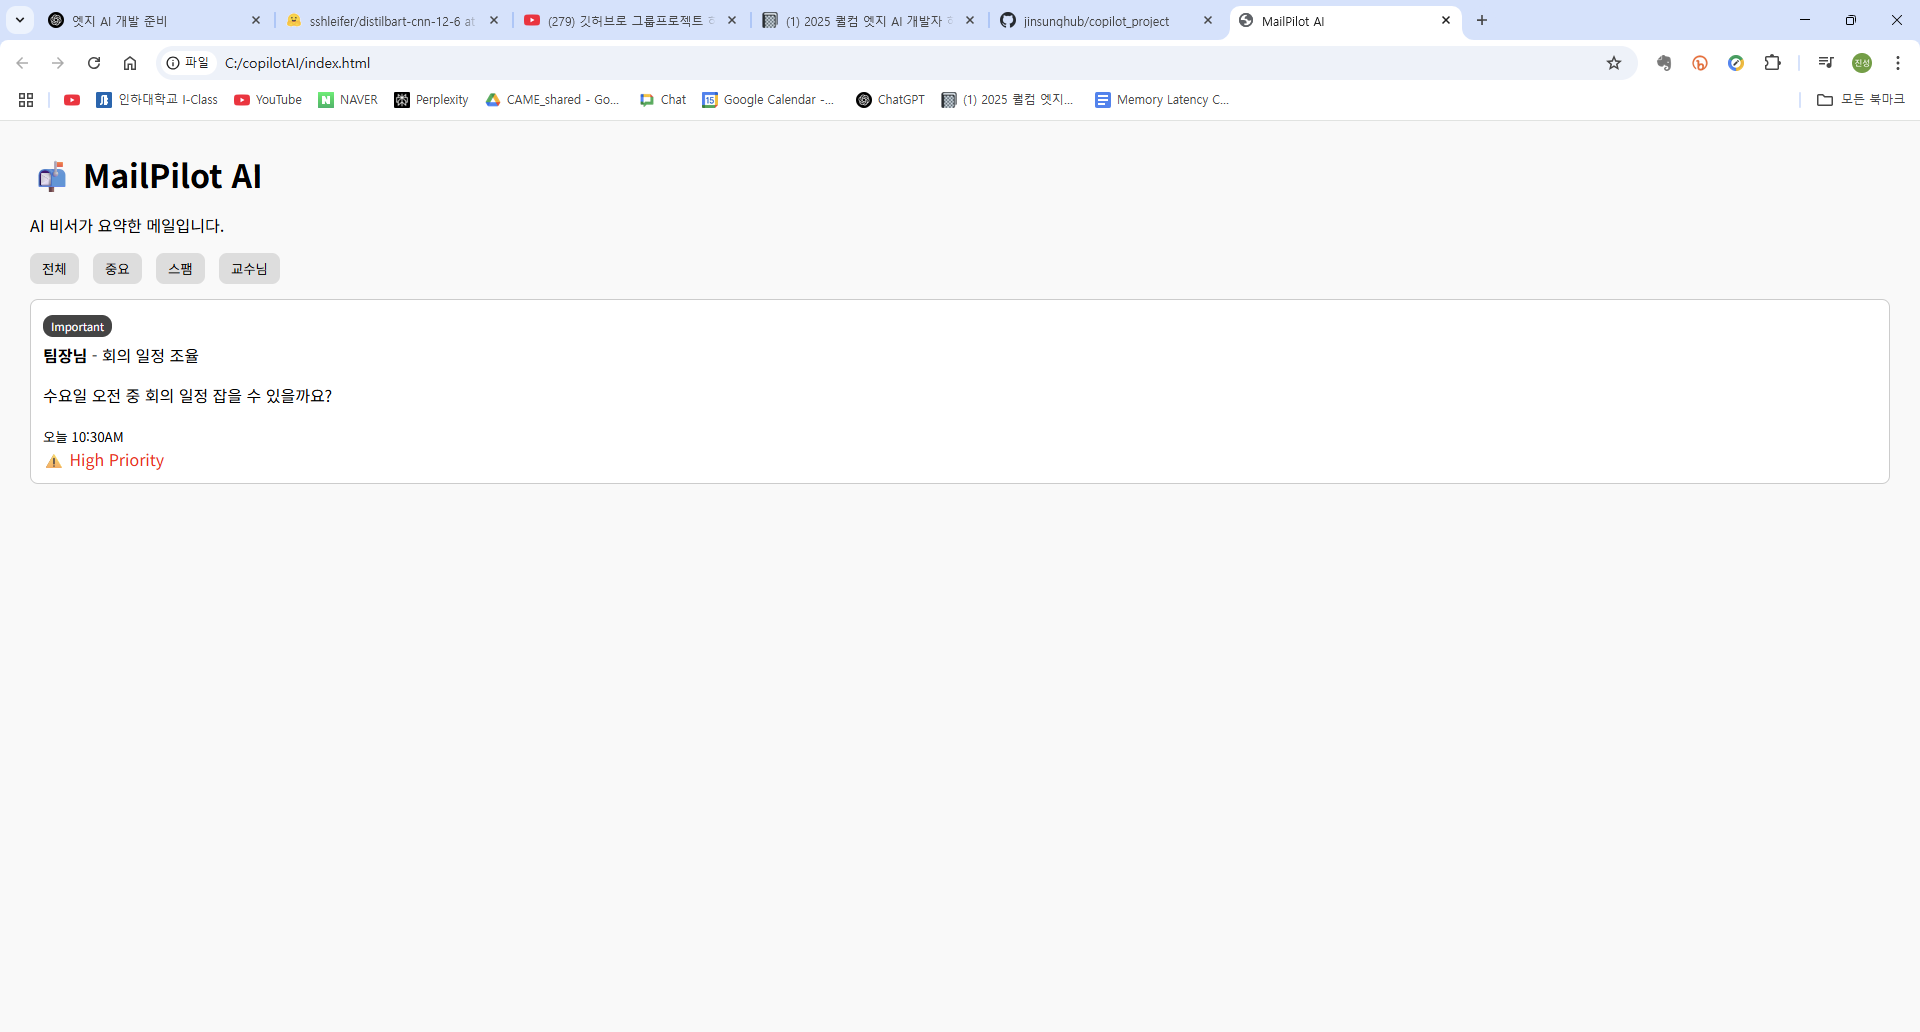 엣지 AI 개발 준비
sshleifer/distilbart-cnn-12-6 at
(279) 깃허브로 그룹프로젝트
(1) 2025 퀄컴 엣지 AI 개발자
jinsunghub/copilot_project
MailPilot AI
파일
C:/copilotAI/index.html
진성
인하대학교 I-Class
YouTube
NAVER
Perplexity
CAME_shared - Go...
Chat
Google Calendar -...
ChatGPT
(1) 2025 퀄컴 엣지...
Memory Latency C...
모든 북마크
MailPilot AI
AI 비서가 요약한 메일입니다.
전체 중요 스팸 교수님
Important
팀장님 - 회의 일정 조율
수요일 오전 중 회의 일정 잡을 수 있을까요?
오늘 10:30AM
High Priority